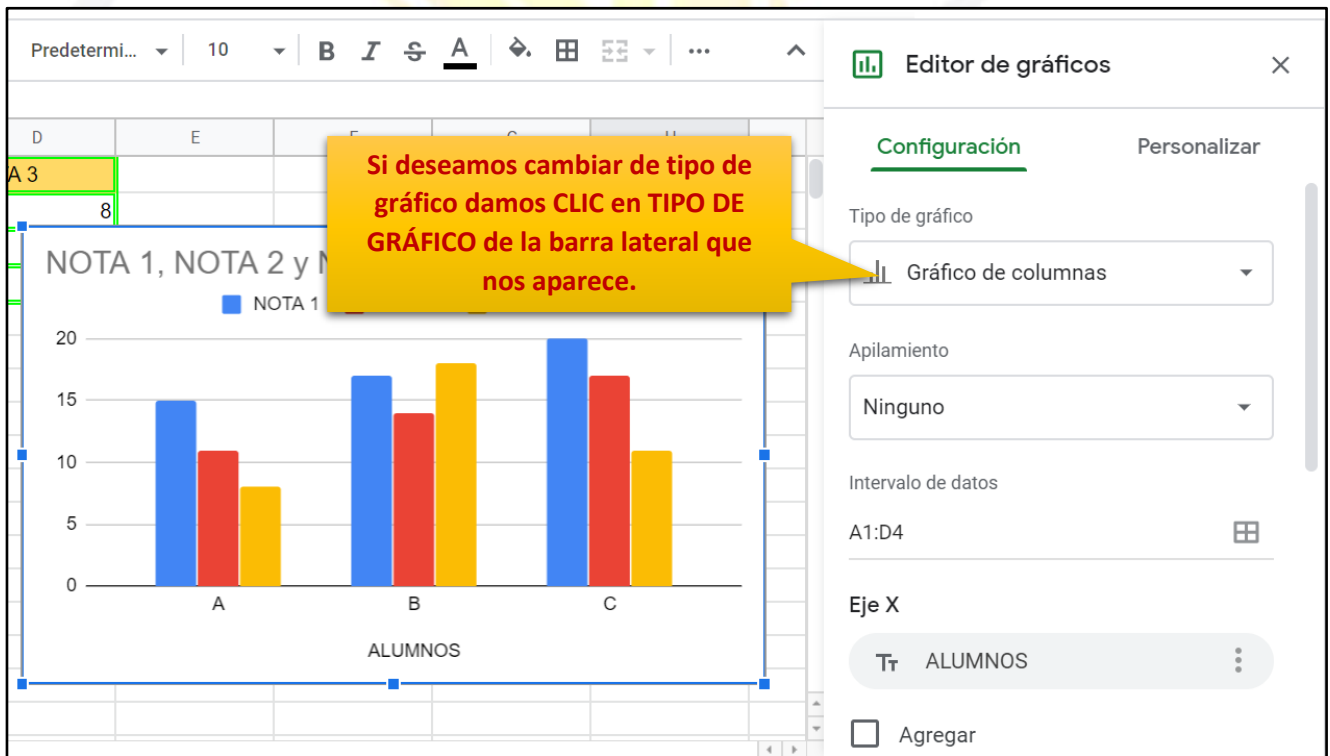 Predetermi... 10 B I S A ...
Editor de gráficos
D E
Configuración Personalizar
A 3
8
Si deseamos cambiar de tipo de
gráfico damos CLIC en TIPO DE
GRÁFICO de la barra lateral que
nos aparece.
Tipo de gráfico
Gráfico de columnas
NOTA 1, NOTA 2 y
NOTA 1
20
15
10
5
0
A B C
ALUMNOS
Apilamiento
Ninguno
Intervalo de datos
A1:D4
Eje X
Tт ALUMNOS
Agregar